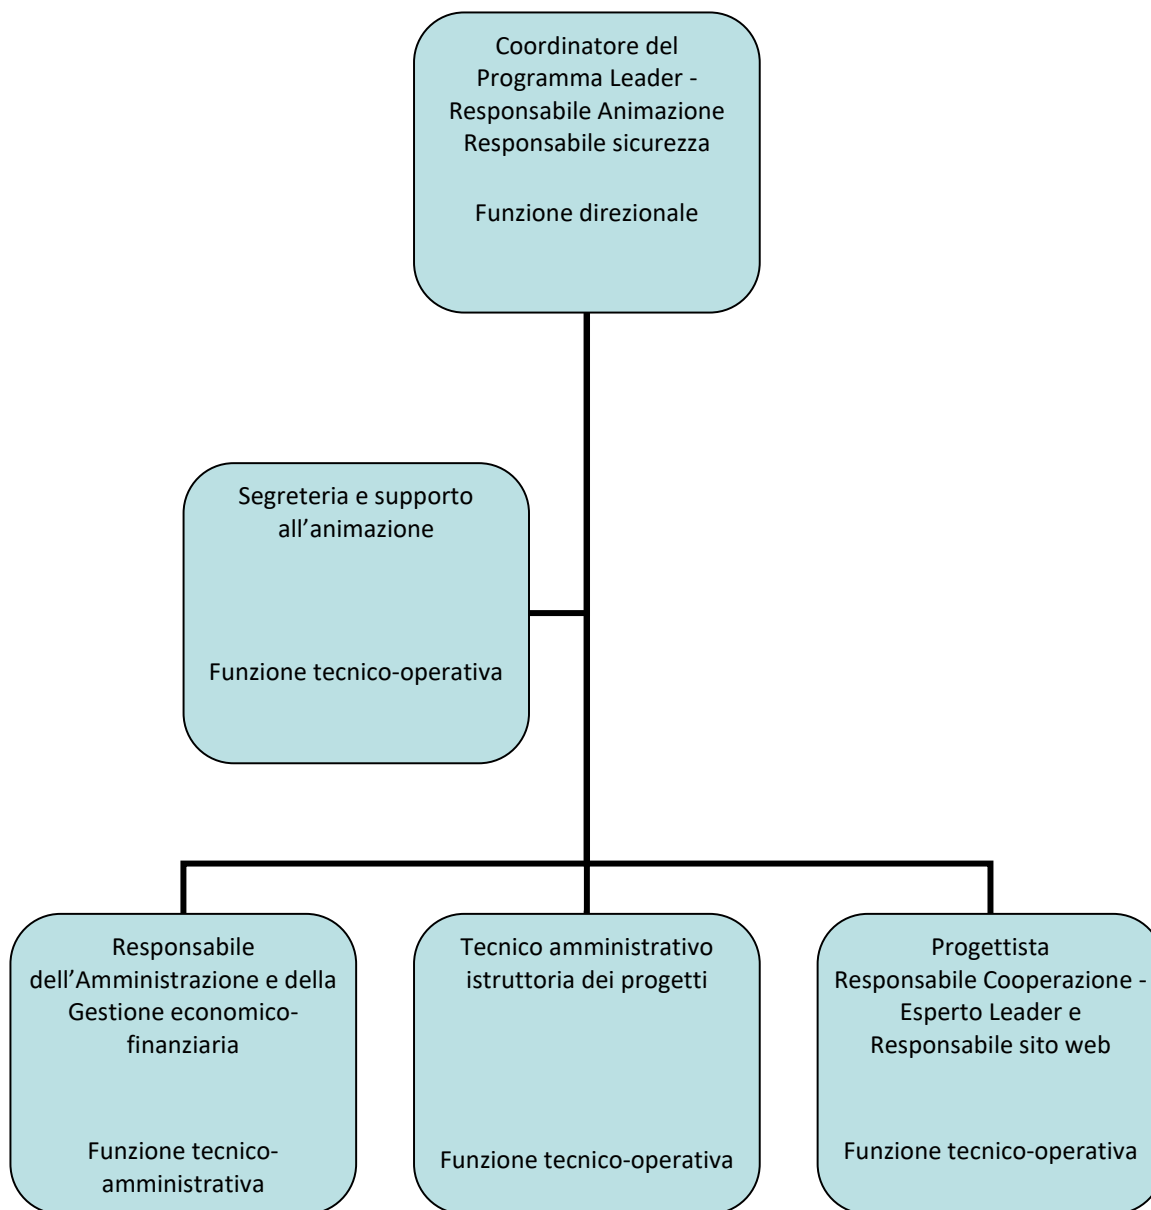 Coordinatore del
Programma Leader -
Responsabile Animazione
Responsabile sicurezza
Funzione direzionale
Segreteria e supporto
all’animazione
Funzione tecnico-operativa
Responsabile
dell’Amministrazione e della
Gestione economico-
finanziaria
Funzione tecnico-
amministrativa
Tecnico amministrativo
istruttoria dei progetti
Funzione tecnico-operativa
Progettista
Responsabile Cooperazione -
Esperto Leader e
Responsabile sito web
Funzione tecnico-operativa